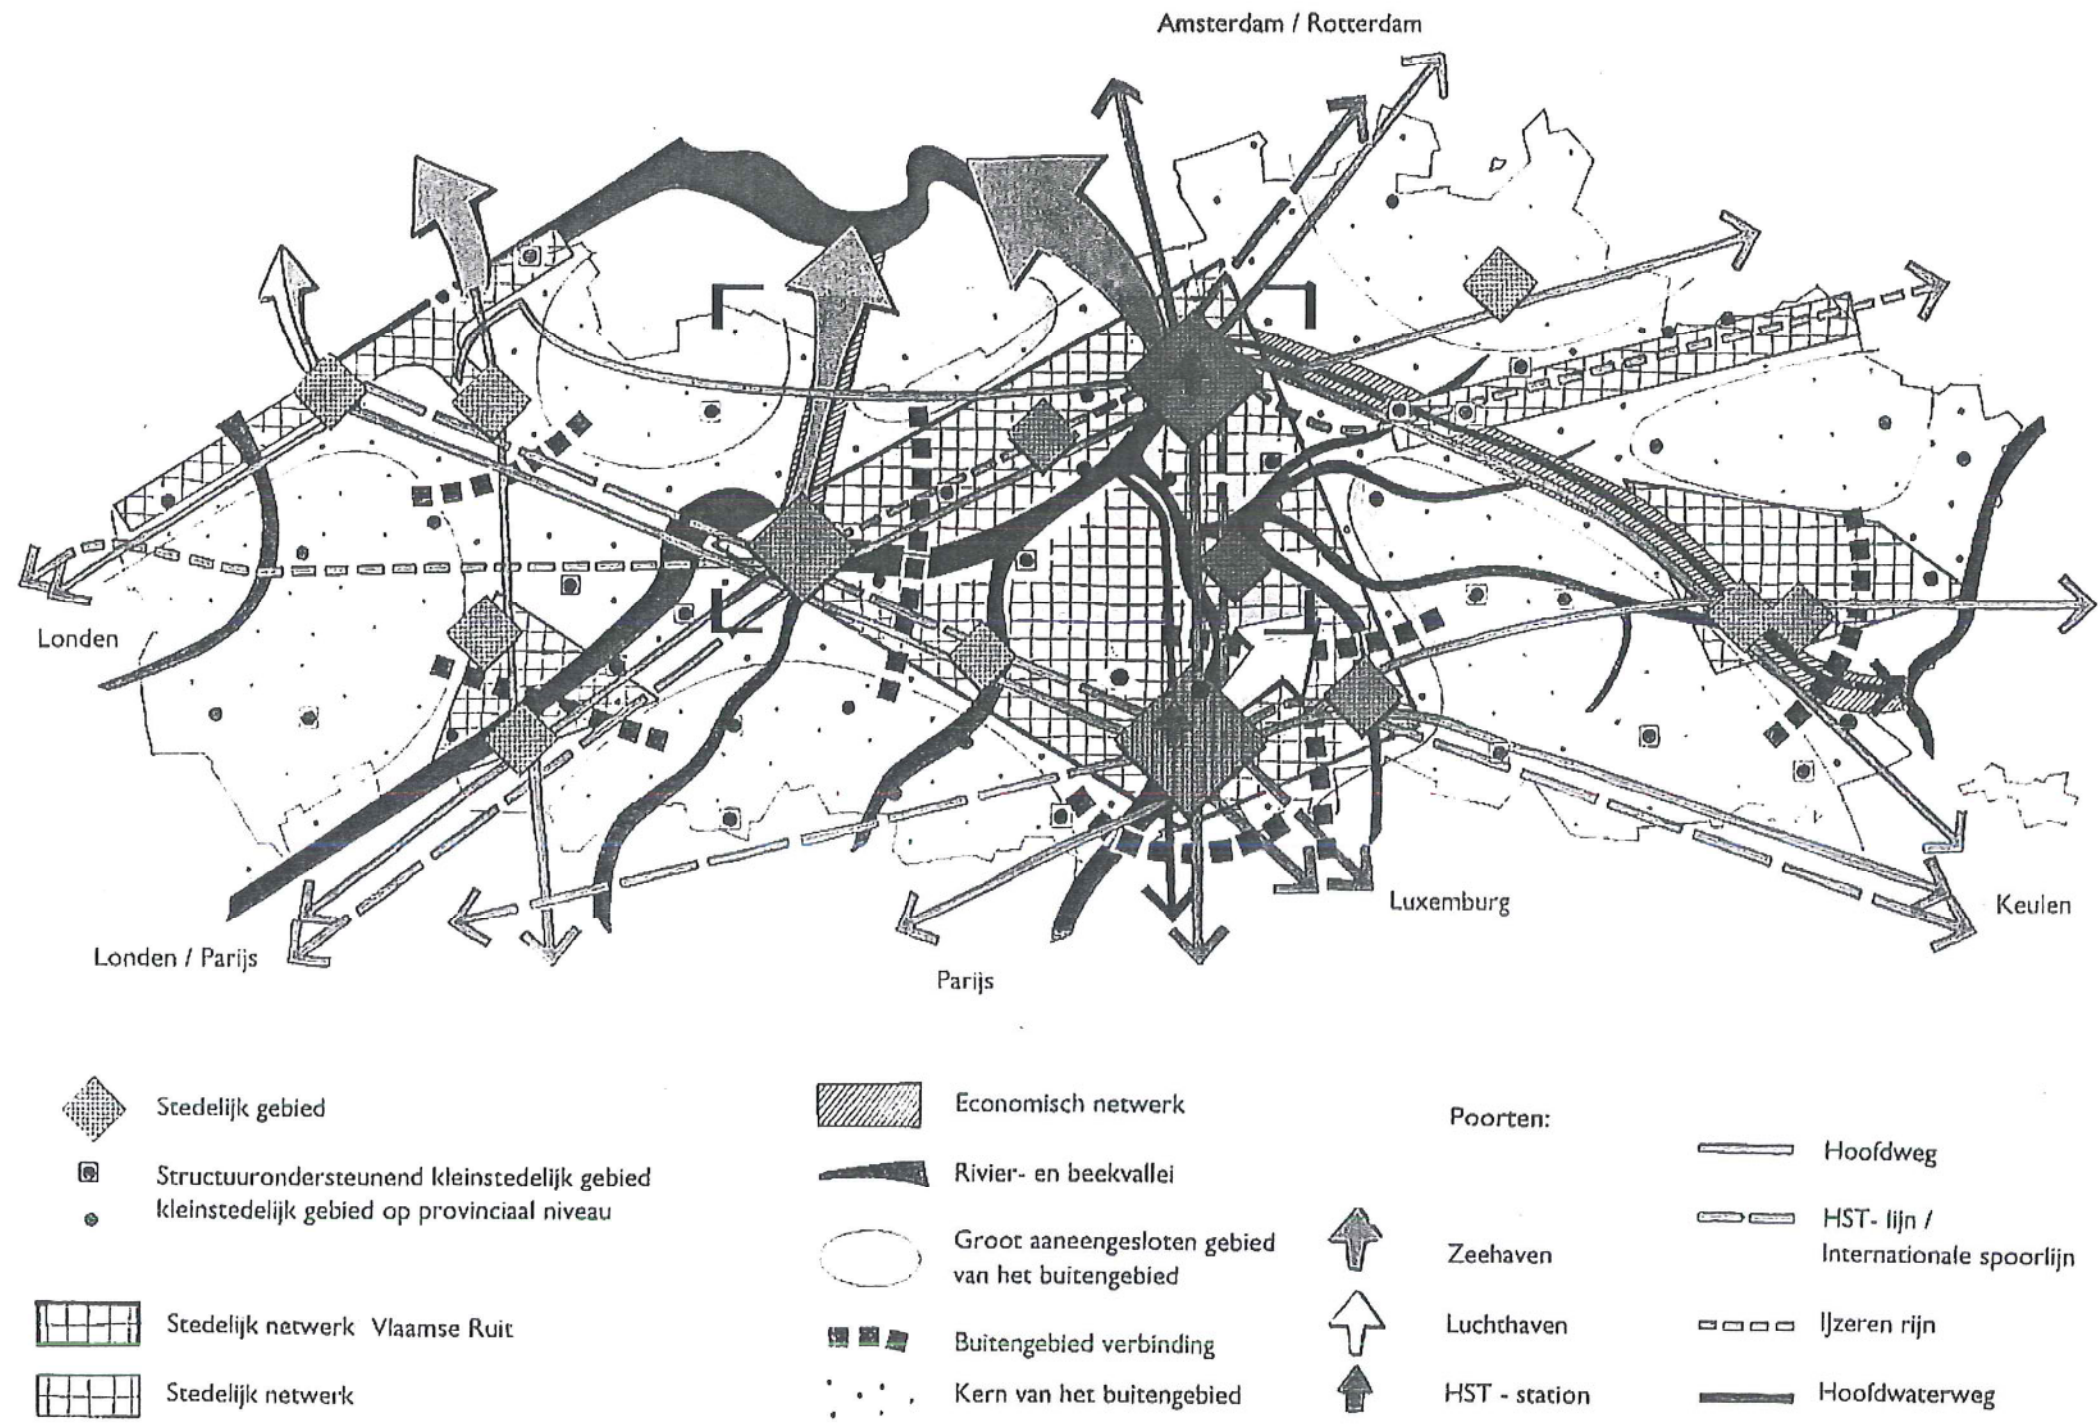 Amsterdam / Rotterdam
Londen
Londen / Parijs
Parijs
Luxemburg
Keulen
Stedelijk gebied
Structuurondersteunend kleinstedelijk gebied
kleinstedelijk gebied op provinciaal niveau
Stedelijk netwerk Vlaamse Ruit
Stedelijk netwerk
Economisch netwerk
Rivier- en beekvallei
Groot aaneengesloten gebied
van het buitengebied
Buitengebied verbinding
Kern van het buitengebied
Poorten:
Zeehaven
Luchthaven
HST - station
Hoofdweg
HST- lijn /
Internationale spoorlijn
IJzeren rijn
Hoofdwaterweg